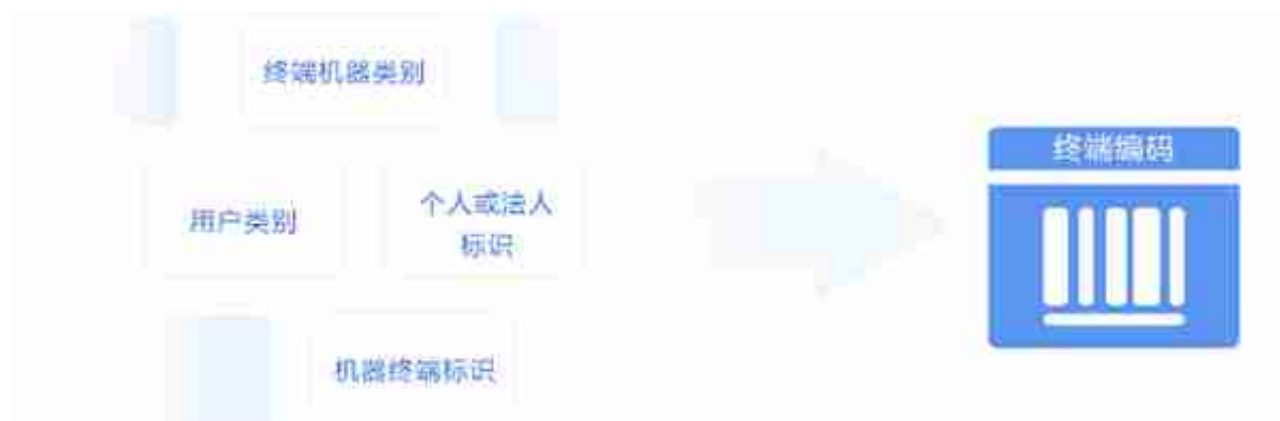 终端机器类别
终端编码
用户类别
个人或法人
标识
机器终端标识